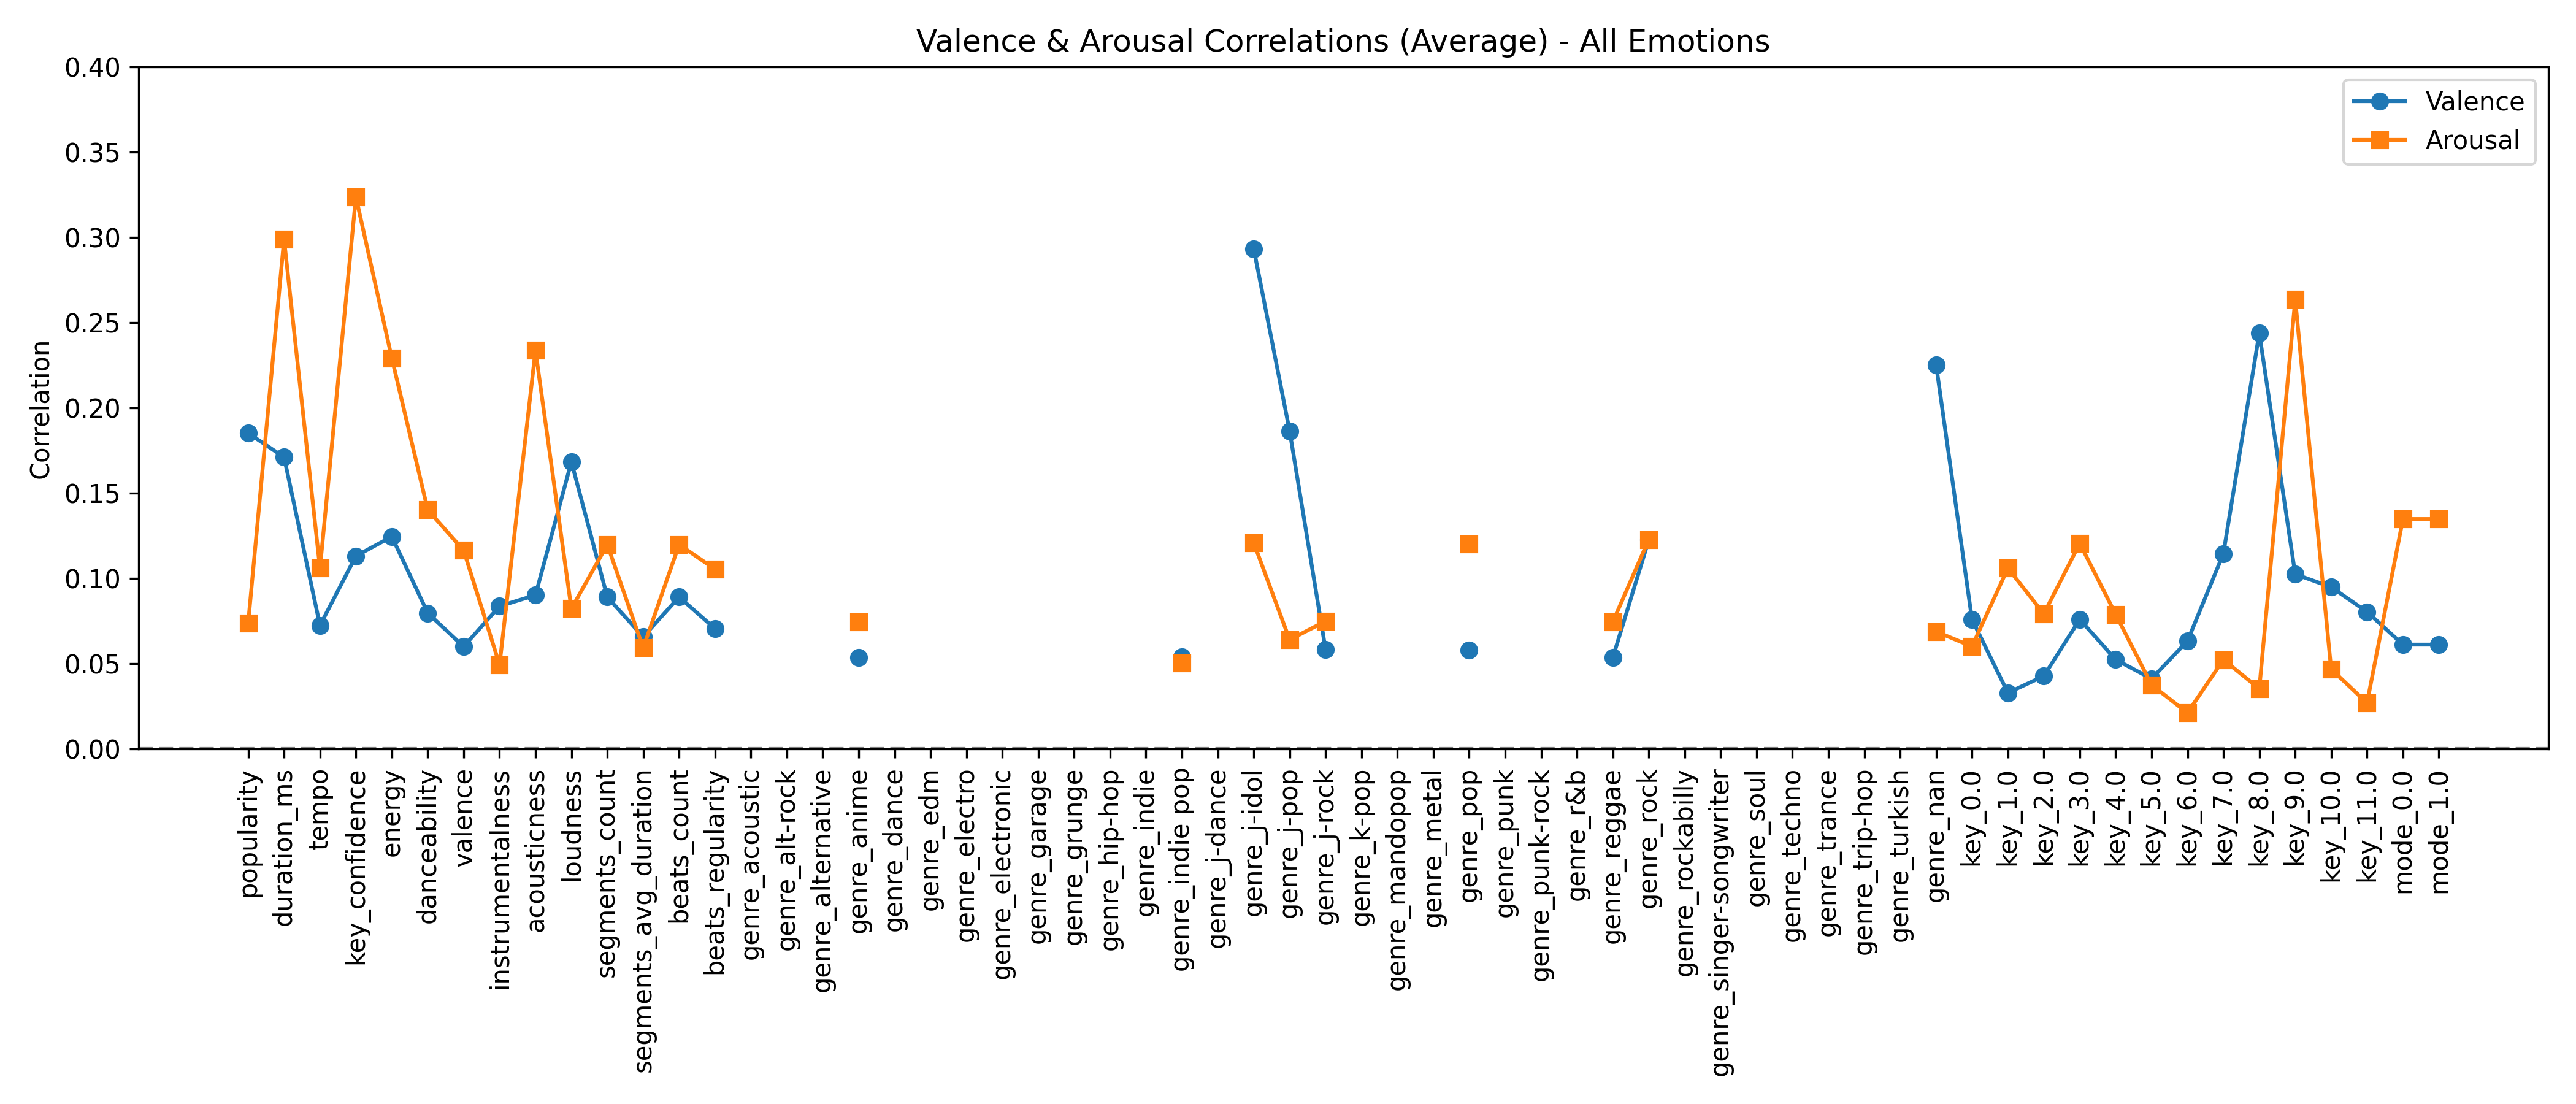 Valence & Arousal Correlations (Average) - All Emotions
Valence
Arousal
Correlation
0.40
0.35
0.30
0.25
0.20
0.15
0.10
0.05
0.00
popularity
duration_ms
tempo
key_confidence
energy
danceability
valence
instrumentalness
acousticness
loudness
segments_count
segments_avg_duration
beats_count
beats_regularity
genre_acoustic
genre_alt-rock
genre_alternative
genre_anime
genre_dance
genre_edm
genre_electro
genre_electronic
genre_garage
genre_grunge
genre_hip-hop
genre_indie
genre_indie pop
genre_j-dance
genre_j-idol
genre_j-pop
genre_j-rock
genre_k-pop
genre_mandopop
genre_metal
genre_pop
genre_punk
genre_punk-rock
genre_r&b
genre_reggae
genre_rock
genre_rockabilly
genre_singer-songwriter
genre_soul
genre_techno
genre_trance
genre_trip-hop
genre_turkish
genre_nan
key_0.0
key_1.0
key_2.0
key_3.0
key_4.0
key_5.0
key_6.0
key_7.0
key_8.0
key_9.0
key_10.0
key_11.0
mode_0.0
mode_1.0